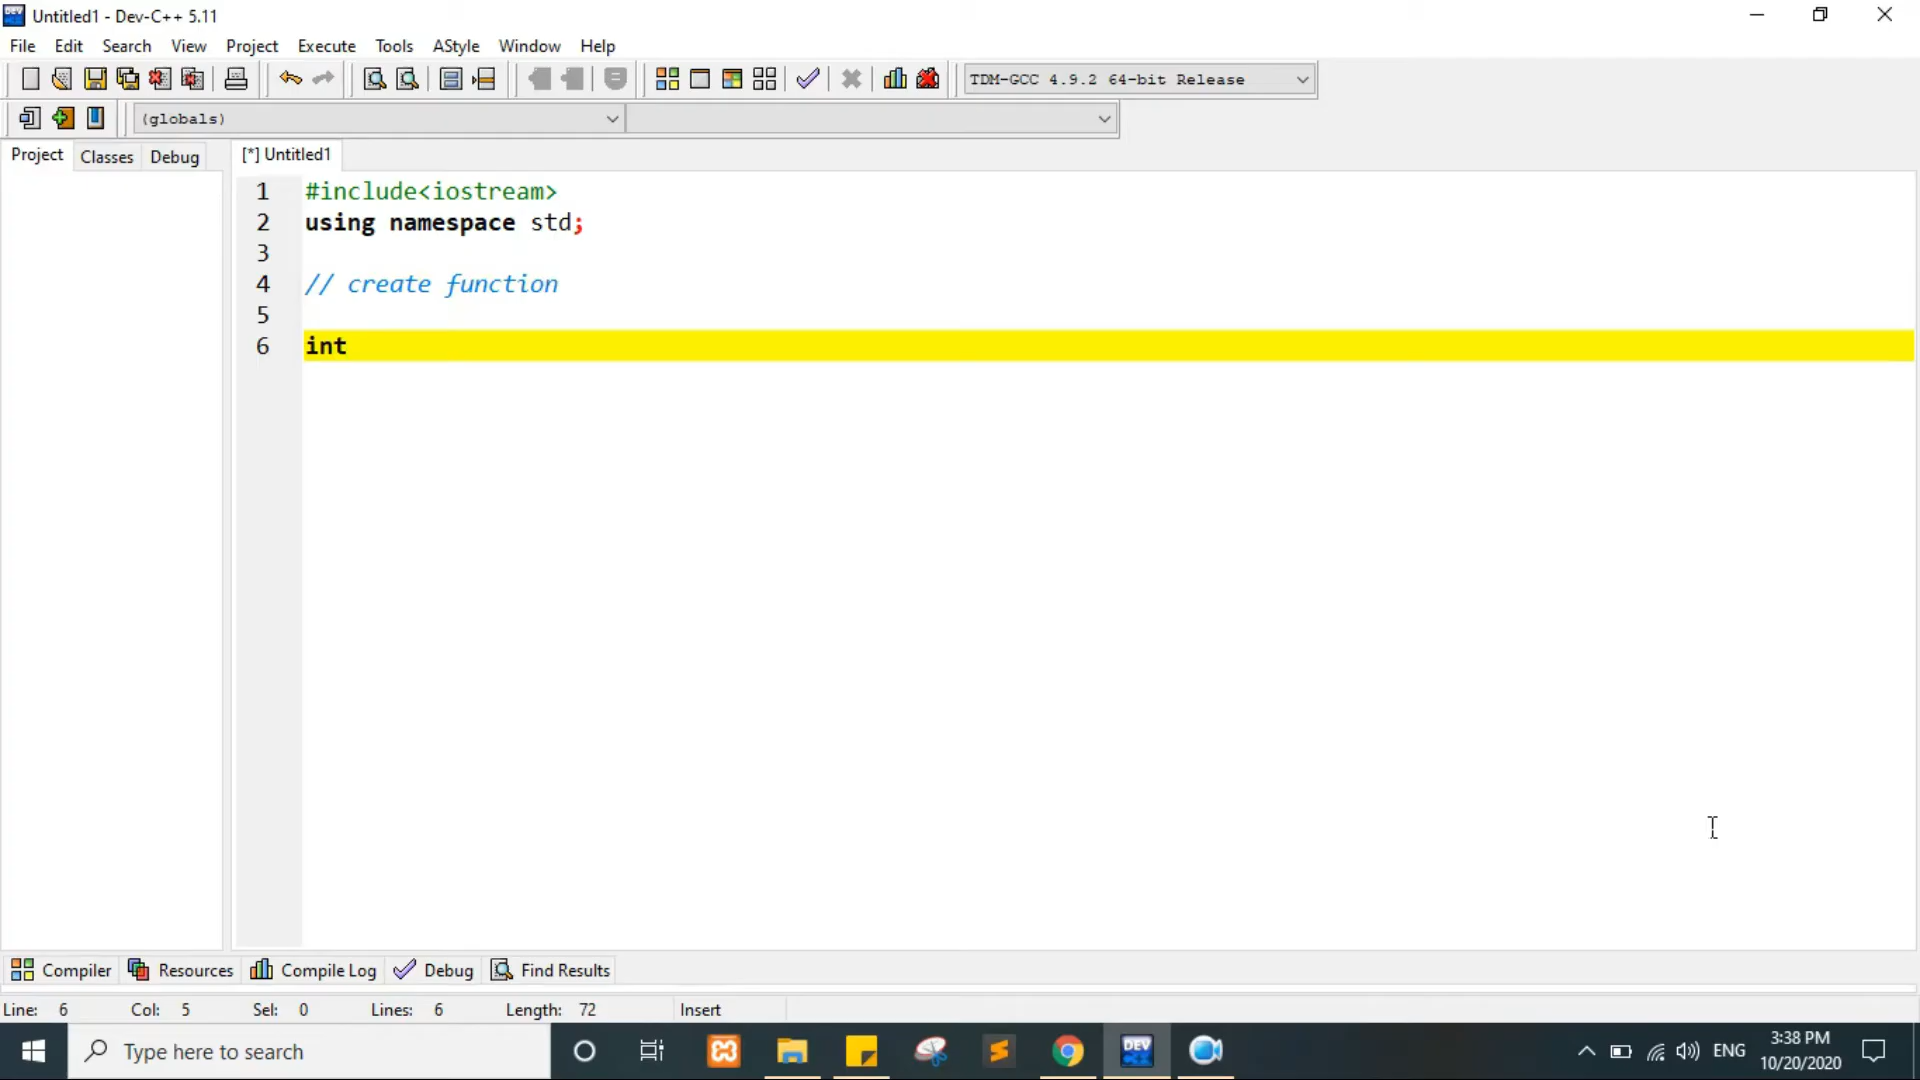 Untitled1 - Dev-C++ 5.11
File Edit Search View Project Execute Tools AStyle Window Help
TDM-GCC 4.9.2 64-bit Release
(globals)
Project Classes Debug [*] Untitled1
1 #include<iostream>
2 using namespace std;
3
4 // create function
5
6 int
Compiler Resources Compile Log Debug Find Results
Line: 6 Col: 5 Sel: 0 Lines: 6 Length: 72 Insert
Type here to search
DEV
ENG
3:38 PM
10/20/2020